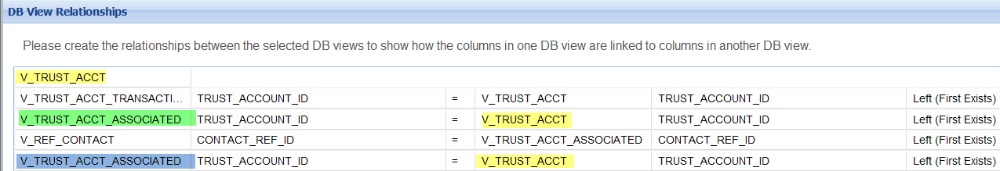 DB View Relationships
Please create the relationships between the selected DB views to show how the columns in one DB view are linked to columns in another DB view.
V_TRUST_ACCT
V_TRUST_ACCT_TRANSACTI... TRUST_ACCOUNT_ID = V_TRUST_ACCT TRUST_ACCOUNT_ID Left (First Exists)
V_TRUST_ACCT_ASSOCIATED TRUST_ACCOUNT_ID = V_TRUST_ACCT TRUST_ACCOUNT_ID Left (First Exists)
V_REF_CONTACT CONTACT_REF_ID = V_TRUST_ACCT_ASSOCIATED CONTACT_REF_ID Left (First Exists)
V_TRUST_ACCT_ASSOCIATED TRUST_ACCOUNT_ID = V_TRUST_ACCT TRUST_ACCOUNT_ID Left (First Exists)